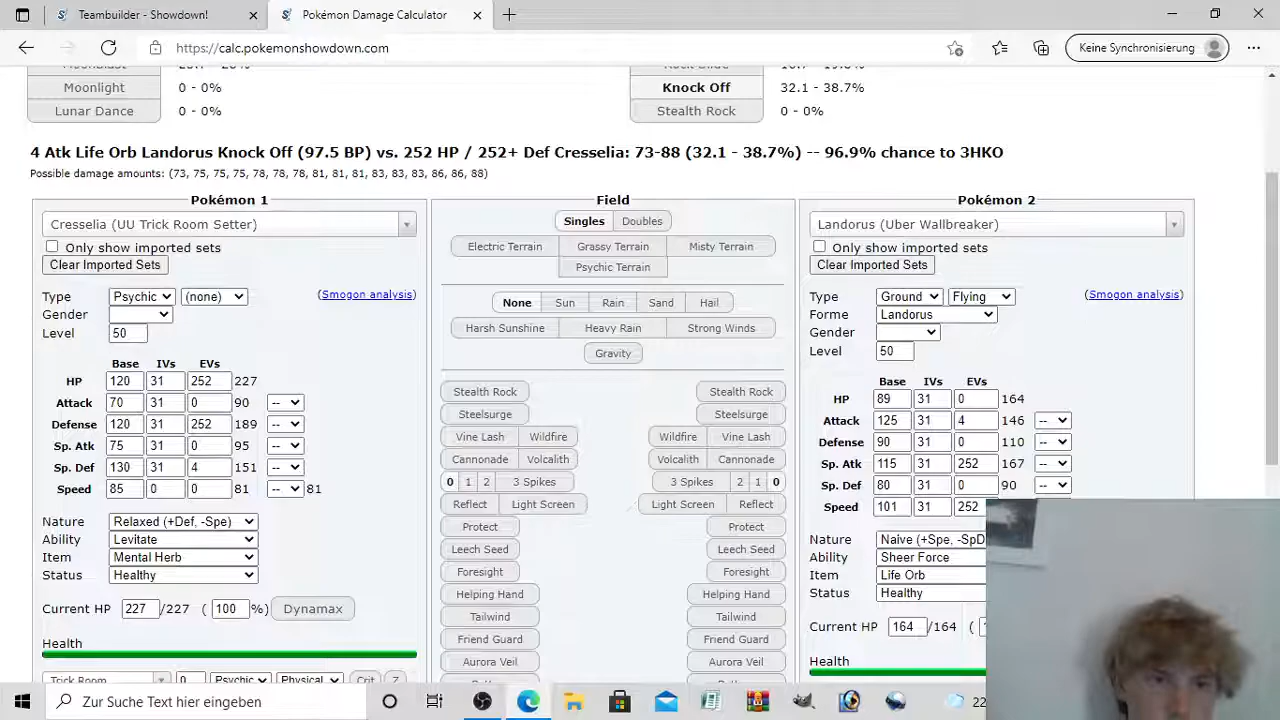 Teambuilder - Showdown!
Pokémon Damage Calculator
https://calc.pokemonshowdown.com
Keine Synchronisierung
Moonlight 0 - 0%
Lunar Dance 0 - 0%
Knock Off 32.1 - 38.7%
Stealth Rock 0 - 0%
4 Atk Life Orb Landorus Knock Off (97.5 BP) vs. 252 HP / 252+ Def Cresselia: 73-88 (32.1 - 38.7%) -- 96.9% chance to 3HKO
Possible damage amounts: (73, 75, 75, 75, 78, 78, 78, 81, 81, 81, 83, 83, 83, 86, 86, 88)
Pokémon 1
Cresselia (UU Trick Room Setter)
Only show imported sets
Clear Imported Sets
Type Psychic (none) (Smogon analysis)
Gender
Level 50
Base IVs EVs
HP 120 31 252 227
Attack 70 31 0 90 --
Defense 120 31 252 189 --
Sp. Atk 75 31 0 95 --
Sp. Def 130 31 4 151 --
Speed 85 0 0 81 -- 81
Nature Relaxed (+Def, -Spe)
Ability Levitate
Item Mental Herb
Status Healthy
Current HP 227 /227 ( 100 %) Dynamax
Health
Trick Room 0 Psychic Physical Crit Z
Field
Singles Doubles
Electric Terrain Grassy Terrain Misty Terrain
Psychic Terrain
None Sun Rain Sand Hail
Harsh Sunshine Heavy Rain Strong Winds
Gravity
Stealth Rock Stealth Rock
Steelsurge Steelsurge
Vine Lash Wildfire Wildfire Vine Lash
Cannonade Volcalith Volcalith Cannonade
0 1 2 3 Spikes 3 Spikes 2 1 0
Reflect Light Screen Light Screen Reflect
Protect Protect
Leech Seed Leech Seed
Foresight Foresight
Helping Hand Helping Hand
Tailwind Tailwind
Friend Guard Friend Guard
Aurora Veil Aurora Veil
Pokémon 2
Landorus (Uber Wallbreaker)
Only show imported sets
Clear Imported Sets
Type Ground Flying (Smogon analysis)
Forme Landorus
Gender
Level 50
Base IVs EVs
HP 89 31 0 164
Attack 125 31 4 146 --
Defense 90 31 0 110 --
Sp. Atk 115 31 252 167 --
Sp. Def 80 31 0 90 --
Speed 101 31 252
Nature Naive (+Spe, -SpD
Ability Sheer Force
Item Life Orb
Status Healthy
Current HP 164 /164 (
Health
Zur Suche Text hier eingeben
22